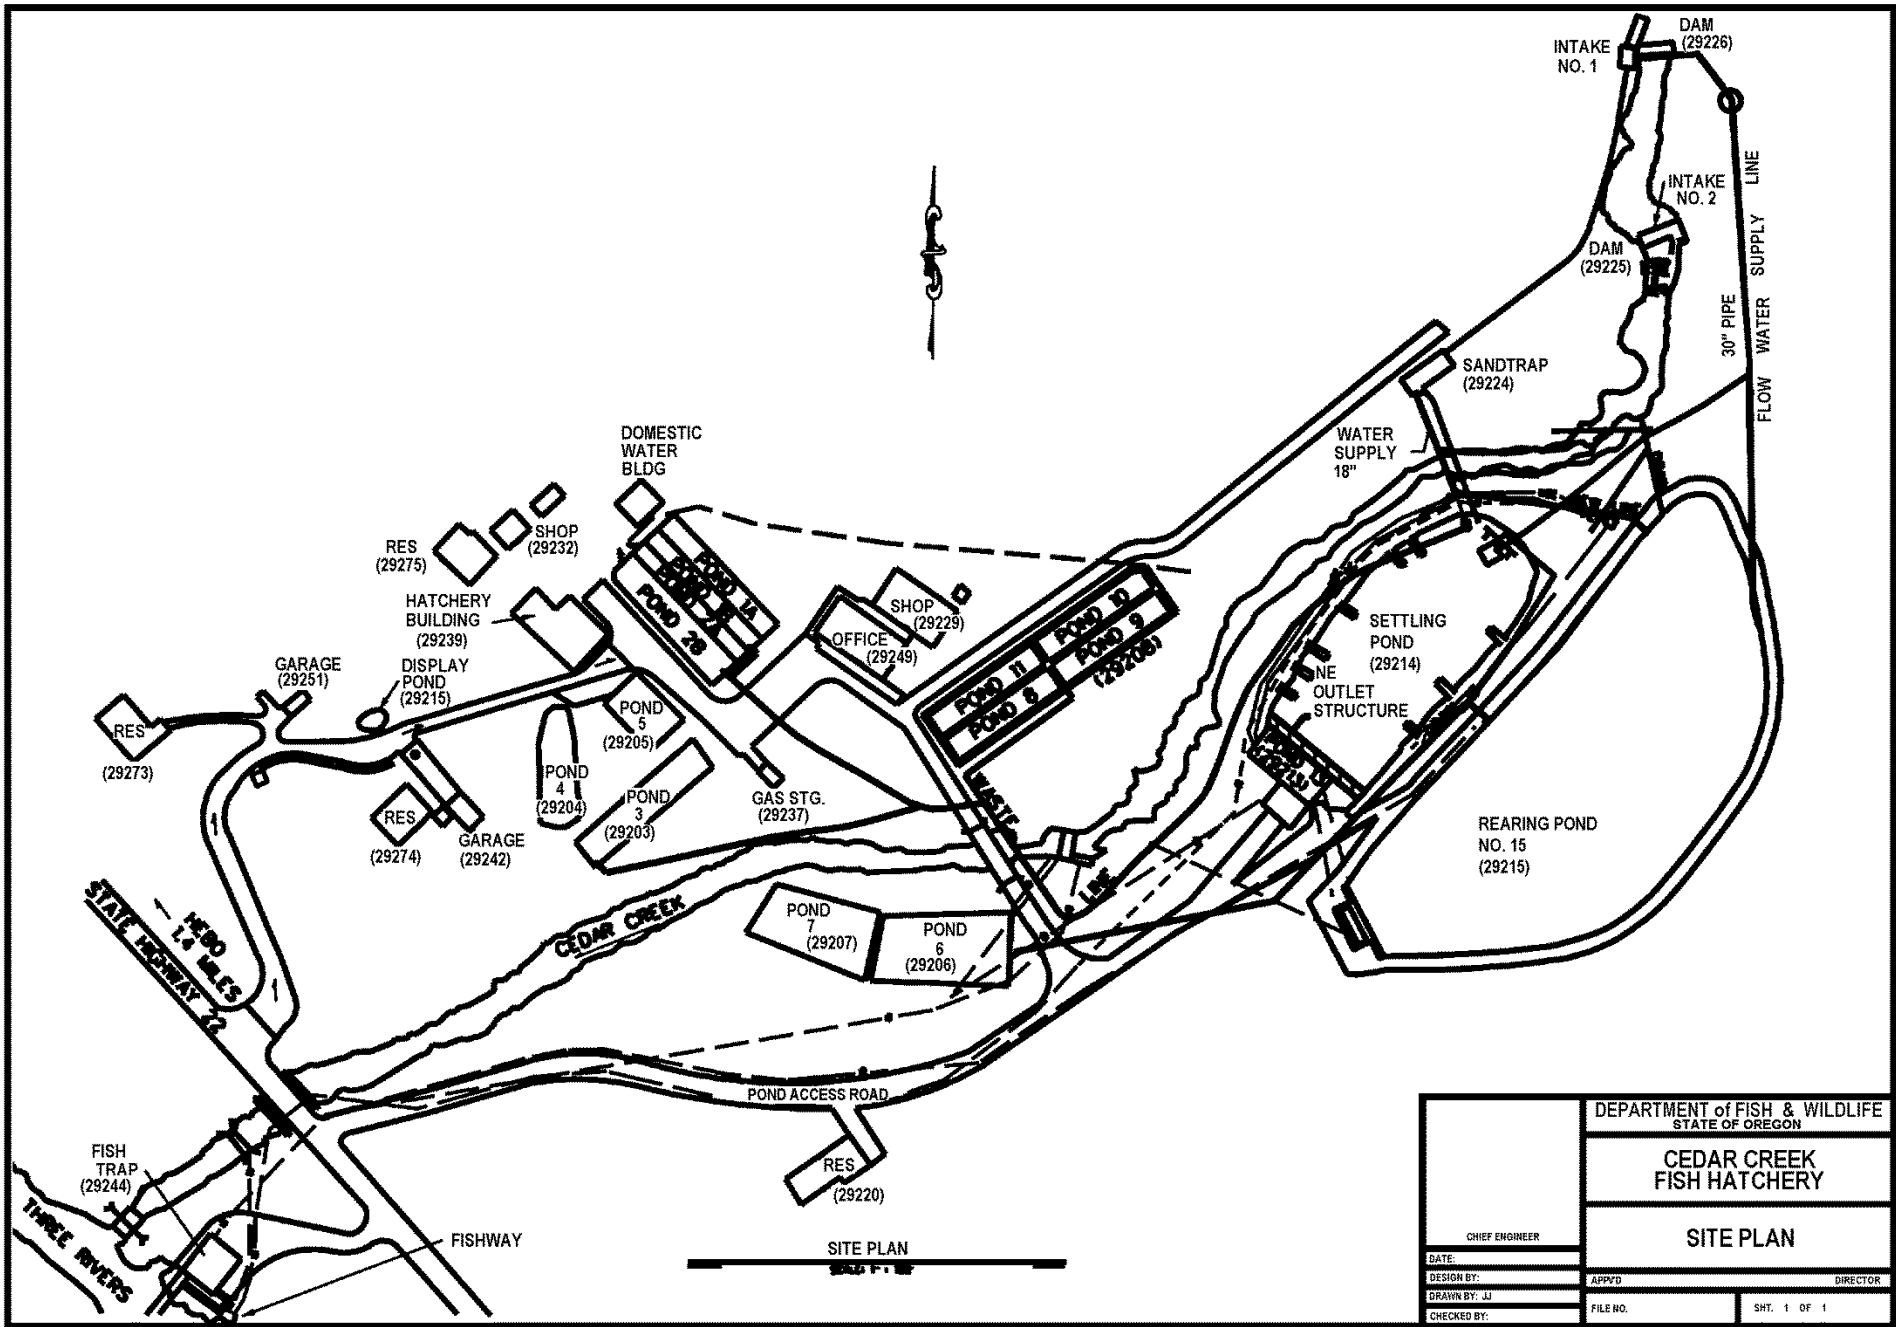 DAM
(29226)
INTAKE
NO. 1
INTAKE
NO. 2
DAM
(29225)
30" PIPE
FLOW WATER SUPPLY LINE
SANDTRAP
(29224)
WATER
SUPPLY
18"
DOMESTIC
WATER
BLDG
SHOP
(29232)
RES
(29275)
HATCHERY
BUILDING
(29239)
POND 1A
POND 2B
SHOP
(29229)
OFFICE
(29249)
POND 10
POND 9
POND 11
POND 8
(29208)
SETTLING
POND
(29214)
NE
OUTLET
STRUCTURE
(29213)
GARAGE
(29251)
DISPLAY
POND
(29215)
RES
(29273)
POND
5
(29205)
POND
4
(29204)
POND
3
(29203)
GAS STG.
(29237)
RES
(29274)
GARAGE
(29242)
WASTE
LINE
REARING POND
NO. 15
(29215)
STATE HIGHWAY 22
HEBO
1.4 MILES
CEDAR CREEK
POND
7
(29207)
POND
6
(29206)
POND ACCESS ROAD
RES
(29220)
FISH
TRAP
(29244)
THREE RIVERS
FISHWAY
SITE PLAN
DEPARTMENT of FISH & WILDLIFE
STATE OF OREGON
CEDAR CREEK
FISH HATCHERY
SITE PLAN
CHIEF ENGINEER
DATE:
DESIGN BY:
DRAWN BY: JJ
CHECKED BY:
APPV'D
DIRECTOR
FILE NO.
SHT. 1 OF 1